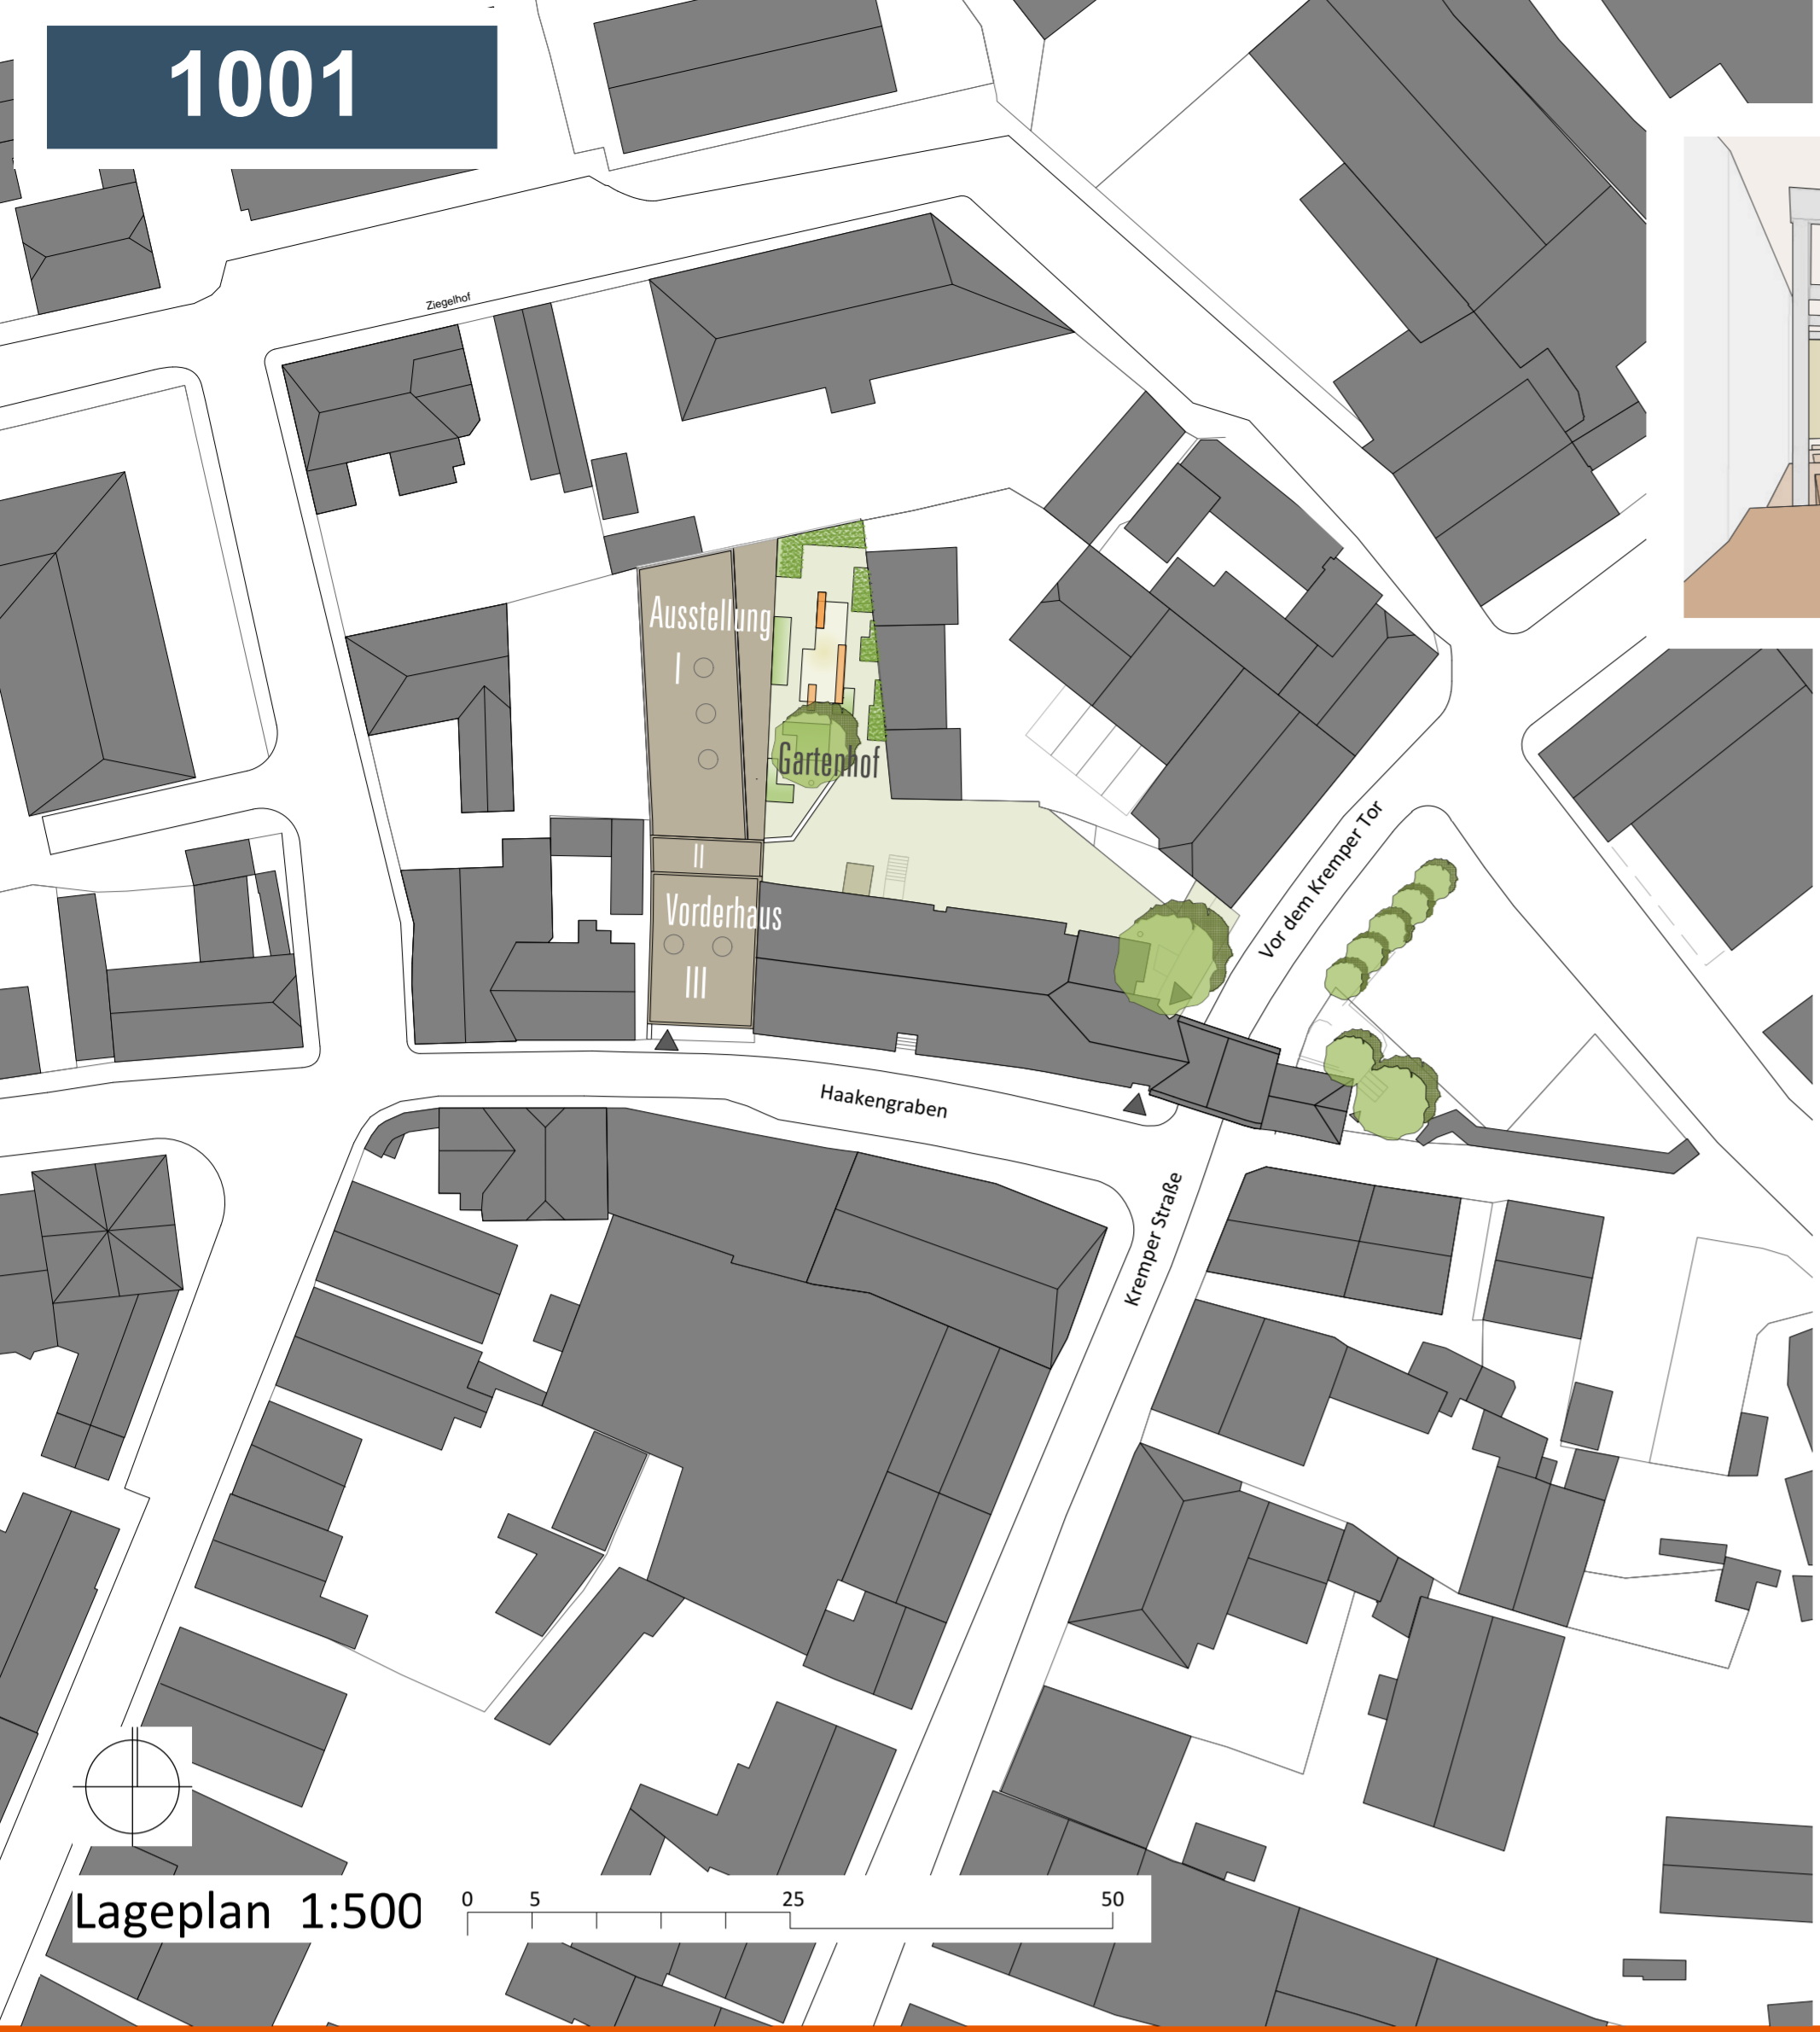 1001
Ziegelhof
Ausstellung
I
Gartenhof
II
Vorderhaus
III
Vor dem Kremper Tor
Haakengraben
Kremper Straße
Lageplan 1:500
0 5 25 50